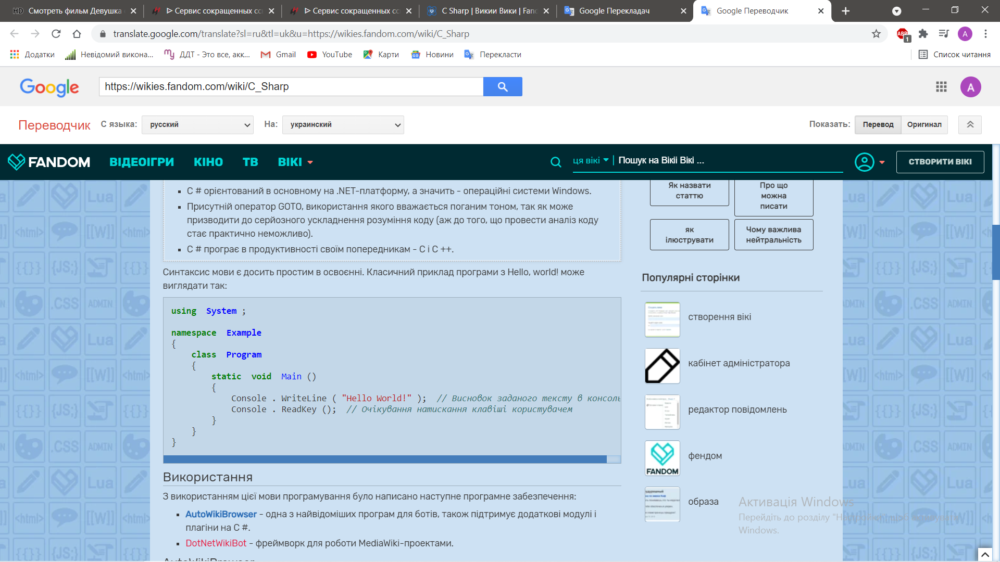 Смотреть фильм Девушка
ᐉ Сервис сокращенных сс
ᐉ Сервис сокращенных сс
C Sharp | Викии Вики | Fand
Google Перекладач
Google Переводчик
translate.google.com/translate?sl=ru&tl=uk&u=https://wikies.fandom.com/wiki/C_Sharp
ABP
1
A
Додатки
Невідомий викона...
ДДТ - Это все, акк...
Gmail
YouTube
Карти
Новини
Перекласти
Список читання
Google
https://wikies.fandom.com/wiki/C_Sharp
A
Переводчик
С языка:
русский
На:
украинский
Показать:
Перевод
Оригинал
FANDOM
ВІДЕОІГРИ
КІНО
ТВ
ВІКІ
ця вікі
Пошук на Вікіі Вікі ...
СТВОРИТИ ВІКІ
C # орієнтований в основному на .NET-платформу, а значить - операційні системи Windows.
Присутній оператор GOTO, використання якого вважається поганим тоном, так як може
призводити до серйозного ускладнення розуміння коду (аж до того, що провести аналіз коду
стає практично неможливо).
C # програє в продуктивності своїм попередникам - C і C ++.
Синтаксис мови є досить простим в освоєнні. Класичний приклад програми з Hello, world! може
виглядати так:
using System ;
namespace Example
{
class Program
{
static void Main ()
{
Console . WriteLine ( "Hello World!" ); // Висновок заданого тексту в консоль
Console . ReadKey (); // Очікування натискання клавіші користувачем
}
}
}
Використання
З використанням цієї мови програмування було написано наступне програмне забезпечення:
AutoWikiBrowser - одна з найвідоміших програм для ботів, також підтримує додаткові модулі і
плагіни на C #.
DotNetWikiBot - фреймворк для роботи MediaWiki-проектами.
AutoWikiBrowser
Як назвати
статтю
Про що
можна
писати
як
ілюструвати
Чому важлива
нейтральність
Популярні сторінки
створення вікі
кабінет адміністратора
редактор повідомлень
фендом
FANDOM
образа
Активація Windows
Перейдіть до розділу
Windows.